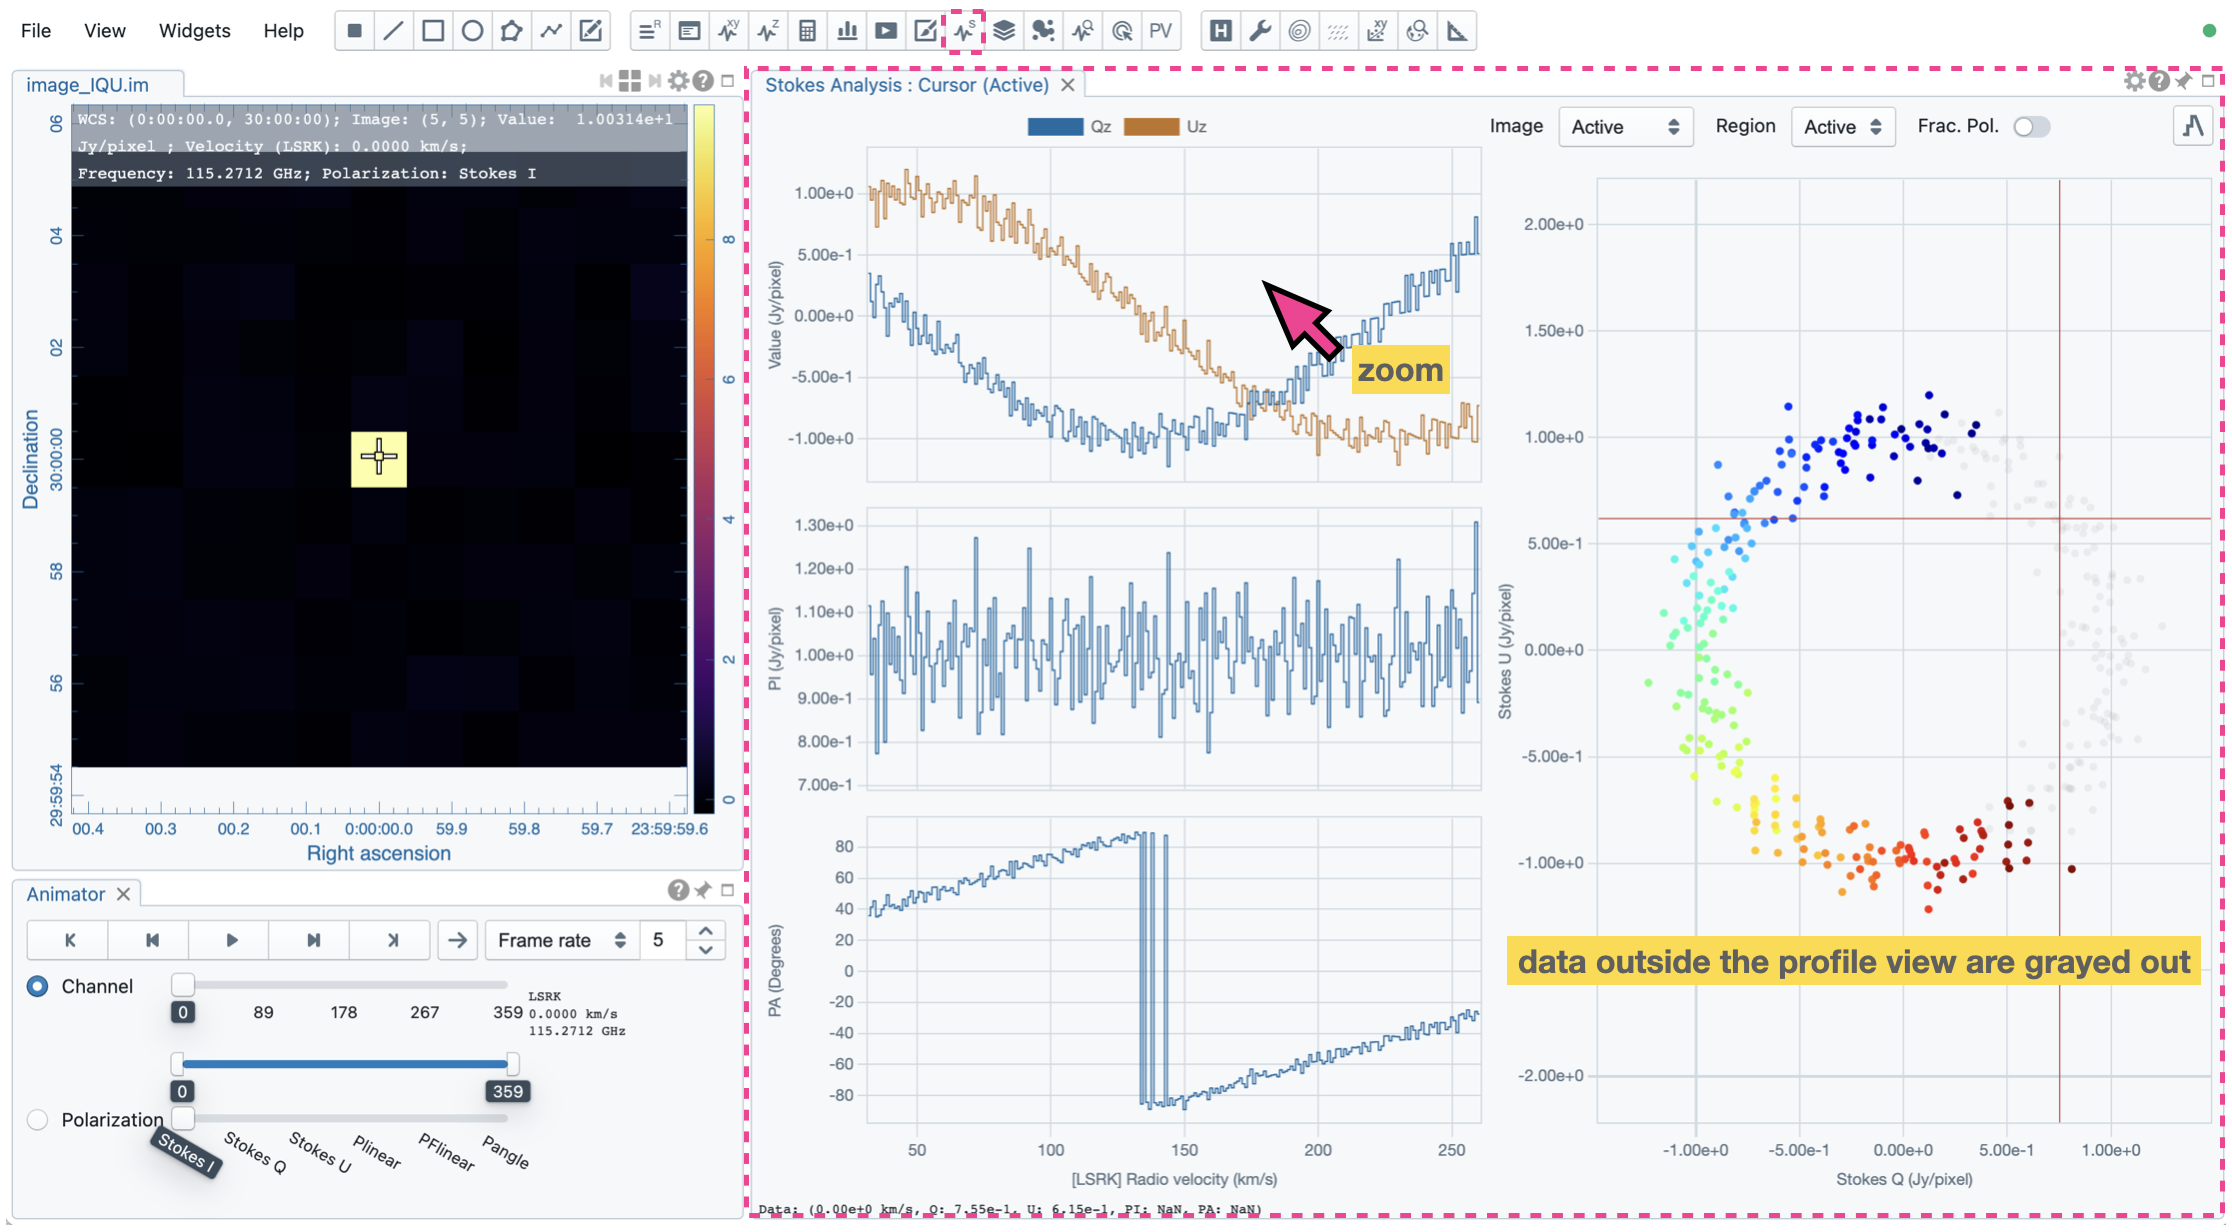 File View Widgets Help
R XY Z S PV H xy
image_IQU.im
WCS: (0:00:00.0, 30:00:00); Image: (5, 5); Value: 1.00314e+1
Jy/pixel ; Velocity (LSRK): 0.0000 km/s;
Frequency: 115.2712 GHz; Polarization: Stokes I
06
04
02
30:00:00
58
56
29:59:54
Declination
00.4 00.3 00.2 00.1 0:00:00.0 59.9 59.8 59.7 23:59:59.6
Right ascension
8
6
4
2
0
Animator
Frame rate 5
Channel
0 89 178 267 359
LSRK
0.0000 km/s
115.2712 GHz
0 359
Polarization
Stokes I Stokes Q Stokes U Plinear PFlinear Pangle
Stokes Analysis : Cursor (Active)
Qz Uz
Image Active Region Active Frac. Pol.
1.00e+0
5.00e-1
0.00e+0
-5.00e-1
-1.00e+0
Value (Jy/pixel)
zoom
1.30e+0
1.20e+0
1.10e+0
1.00e+0
9.00e-1
8.00e-1
7.00e-1
PI (Jy/pixel)
80
60
40
20
0
-20
-40
-60
-80
PA (Degrees)
50 100 150 200 250
[LSRK] Radio velocity (km/s)
2.00e+0
1.50e+0
1.00e+0
5.00e-1
0.00e+0
-5.00e-1
-1.00e+0
-2.00e+0
Stokes U (Jy/pixel)
data outside the profile view are grayed out
-1.00e+0 -5.00e-1 0.00e+0 5.00e-1 1.00e+0
Stokes Q (Jy/pixel)
Data: (0.00e+0 km/s, Q: 7.55e-1, U: 6.15e-1, PI: NaN, PA: NaN)